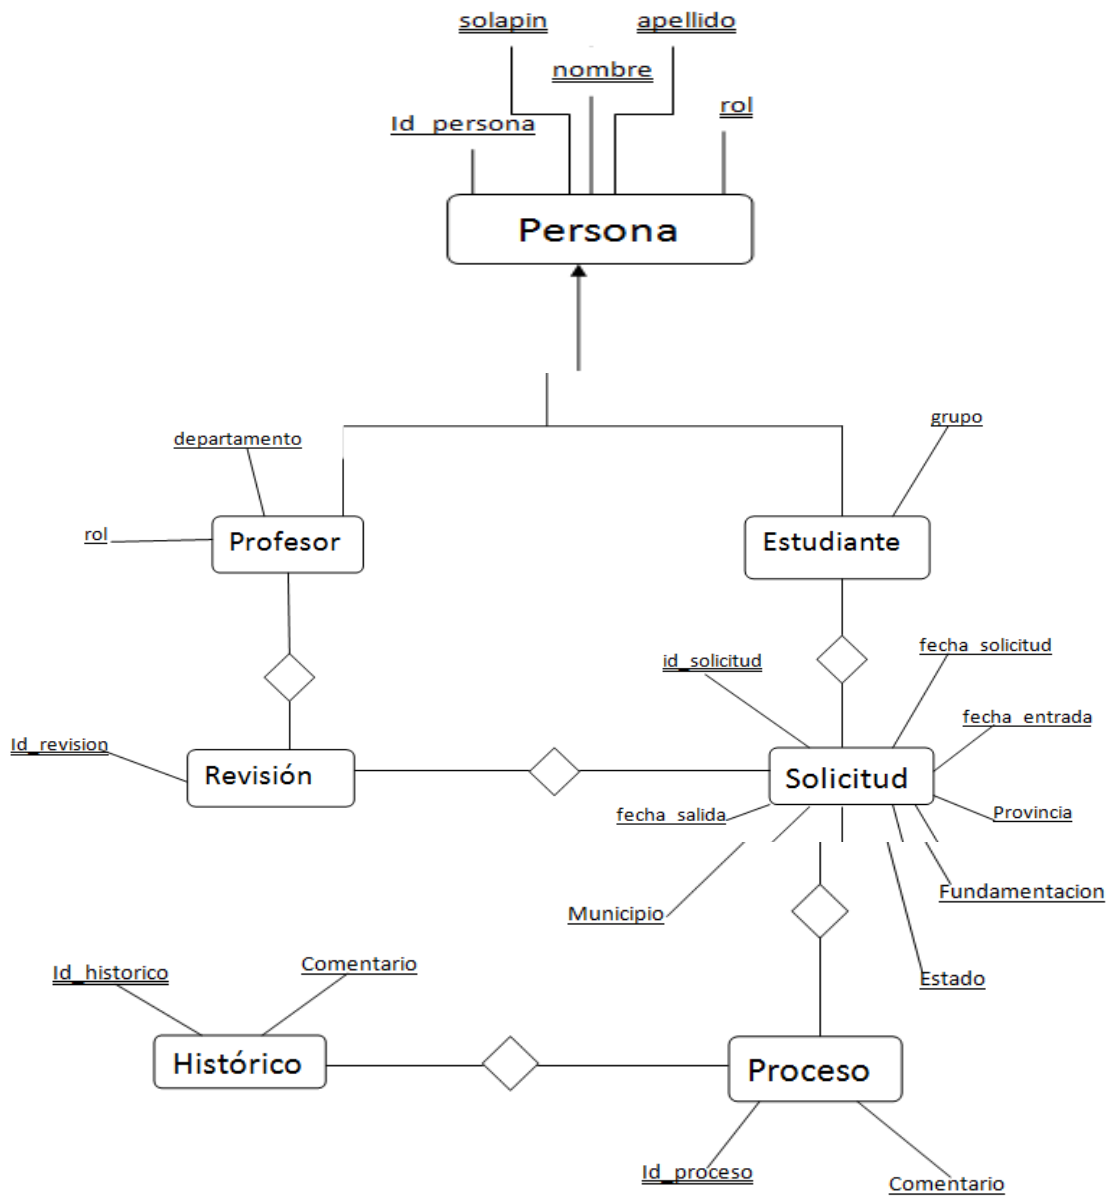 solapin
apellido
nombre
rol
Id_persona
Persona
grupo
departamento
rol
Profesor
Estudiante
fecha_solicitud
id_solicitud
fecha_entrada
Id_revision
Revisión
Solicitud
fecha_salida
Provincia
Fundamentacion
Municipio
Comentario
Id_historico
Estado
Histórico
Proceso
Id_proceso
Comentario